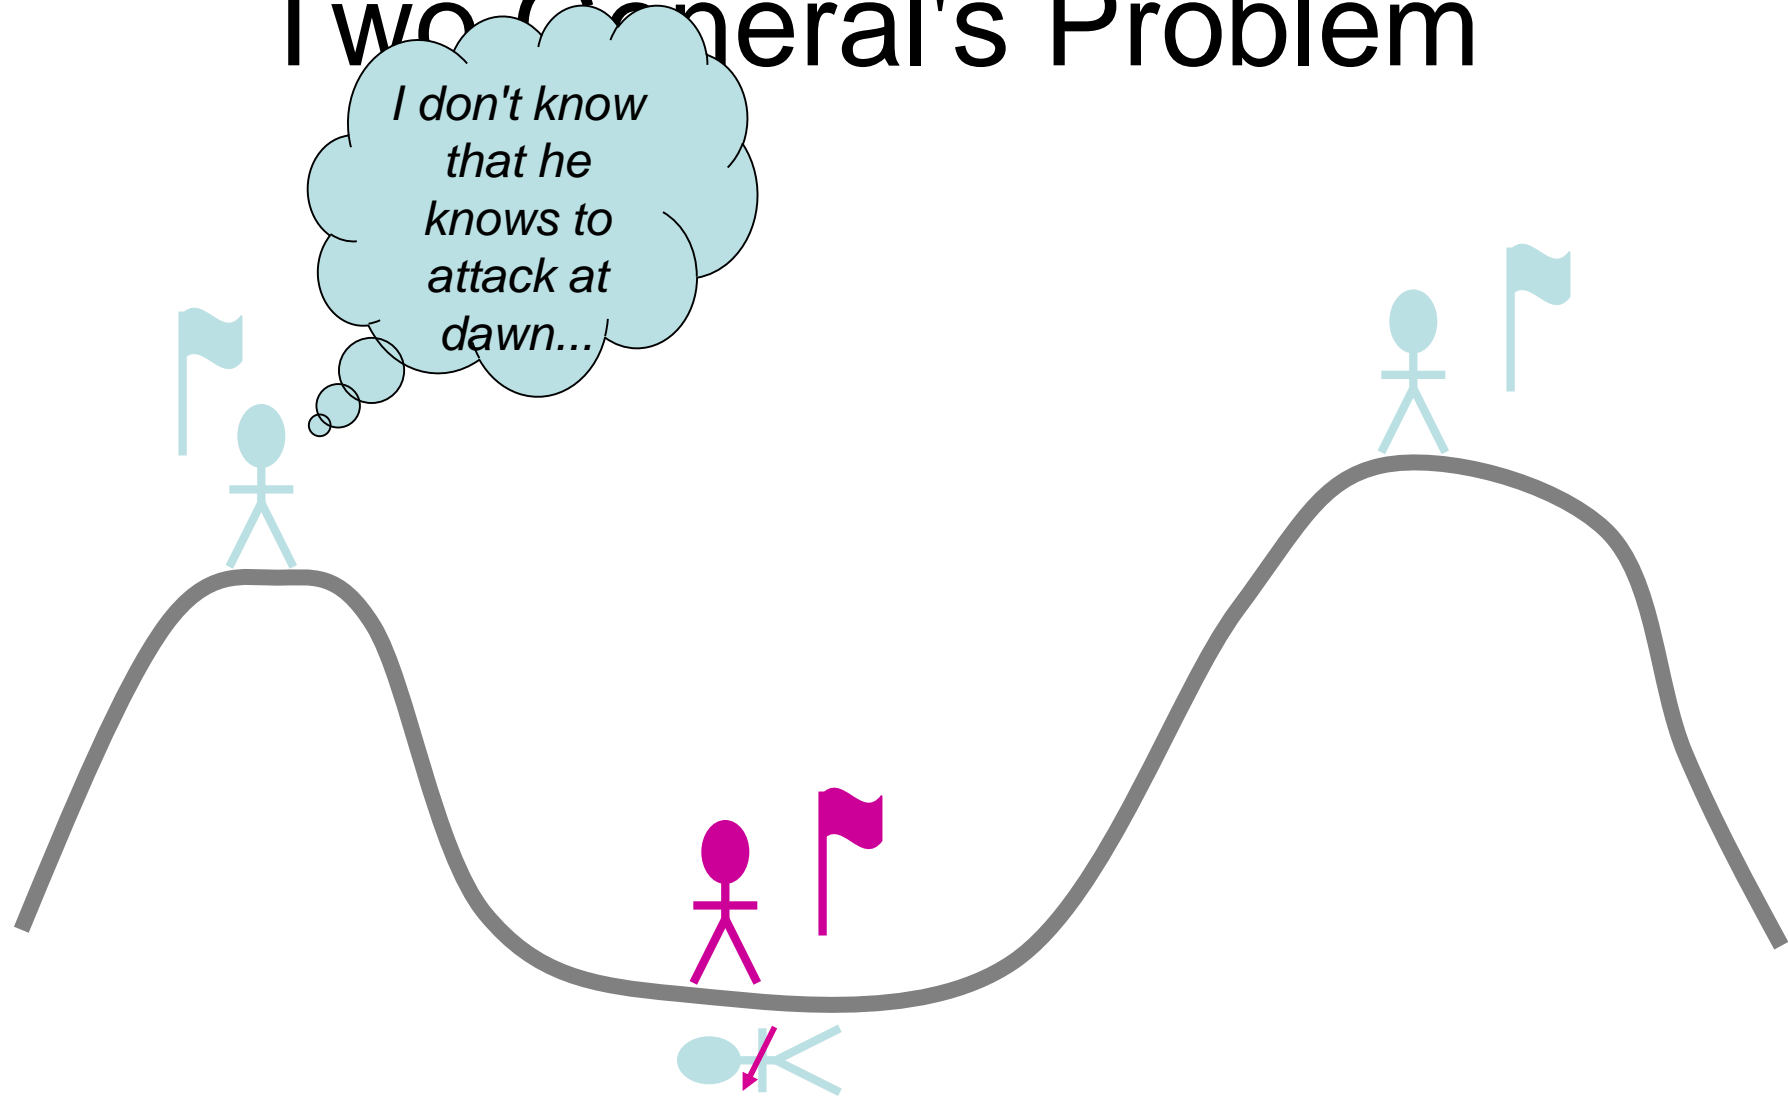 Two General's Problem
I don't know
that he
knows to
attack at
dawn...